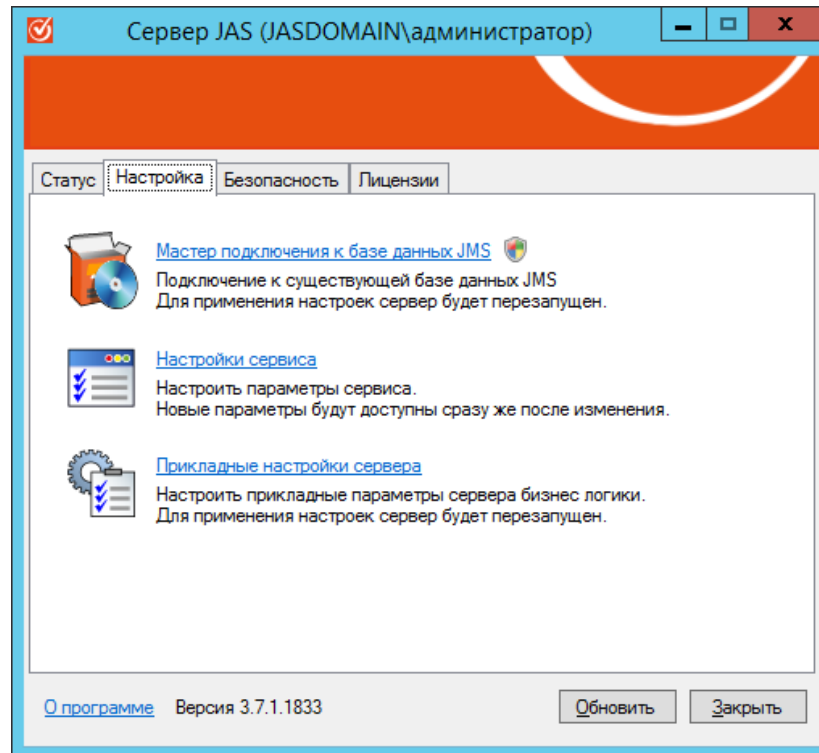 Сервер JAS (JASDOMAIN\администратор)
Статус Настройка Безопасность Лицензии
Мастер подключения к базе данных JMS
Подключение к существующей базе данных JMS
Для применения настроек сервер будет перезапущен.
Настройки сервиса
Настроить параметры сервиса.
Новые параметры будут доступны сразу же после изменения.
Прикладные настройки сервера
Настроить прикладные параметры сервера бизнес логики.
Для применения настроек сервер будет перезапущен.
О программе Версия 3.7.1.1833 Обновить Закрыть